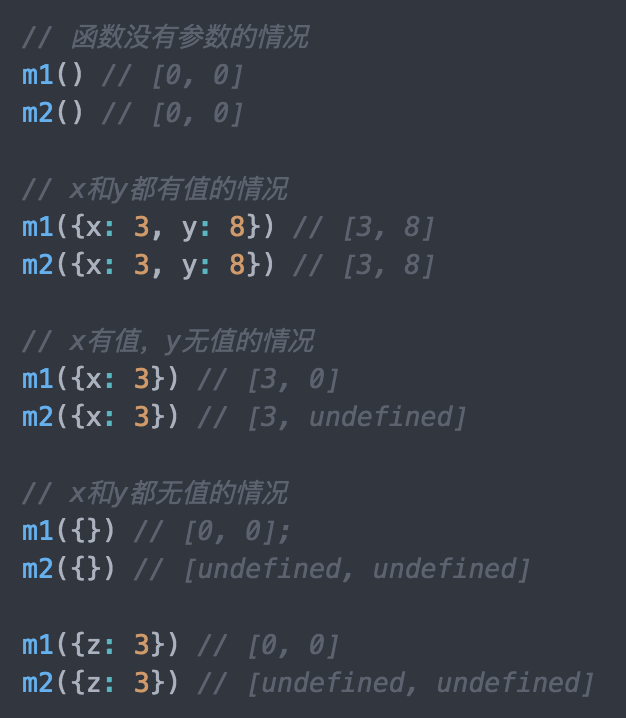 // 函数没有参数的情况
m1() // [0, 0]
m2() // [0, 0]
// x和y都有值的情况
m1({x: 3, y: 8}) // [3, 8]
m2({x: 3, y: 8}) // [3, 8]
// x有值，y无值的情况
m1({x: 3}) // [3, 0]
m2({x: 3}) // [3, undefined]
// x和y都无值的情况
m1({}) // [0, 0];
m2({}) // [undefined, undefined]
m1({z: 3}) // [0, 0]
m2({z: 3}) // [undefined, undefined]